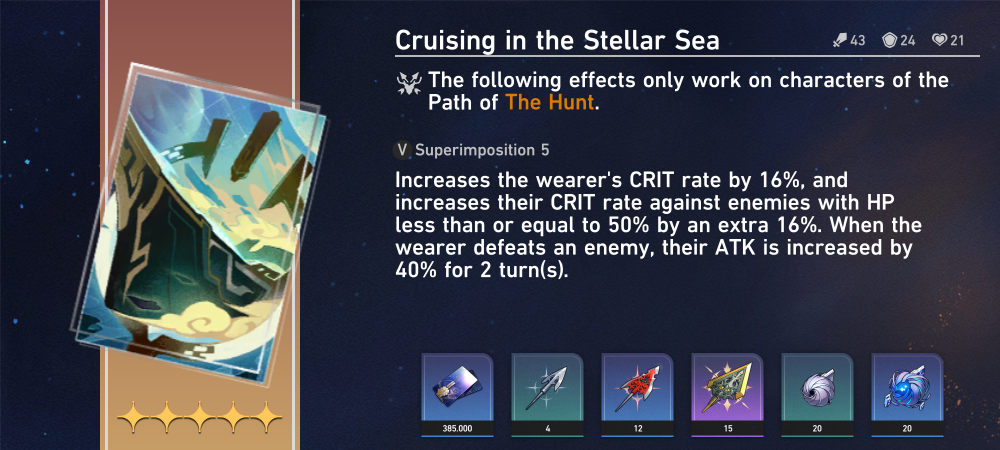 Cruising in the Stellar Sea
43 24 21
The following effects only work on characters of the
Path of The Hunt.
V Superimposition 5
Increases the wearer's CRIT rate by 16%, and
increases their CRIT rate against enemies with HP
less than or equal to 50% by an extra 16%. When the
wearer defeats an enemy, their ATK is increased by
40% for 2 turn(s).
385.000 4 12 15 20 20